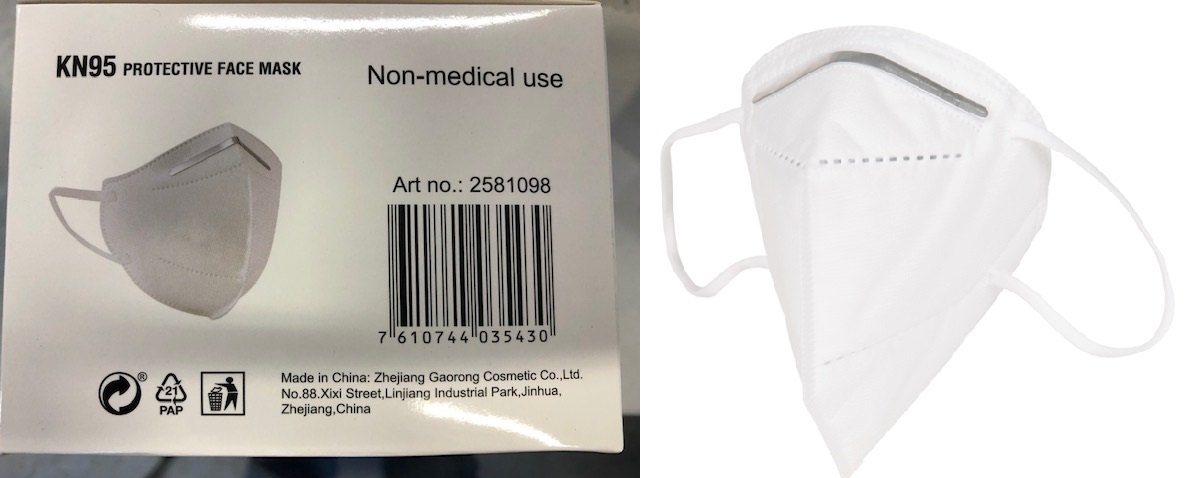 KN95 PROTECTIVE FACE MASK
Non-medical use
Art no.: 2581098
7 610744 035430
®
21
PAP
Made in China: Zhejiang Gaorong Cosmetic Co.,Ltd.
No.88.Xixi Street,Linjiang Industrial Park,Jinhua,
Zhejiang,China